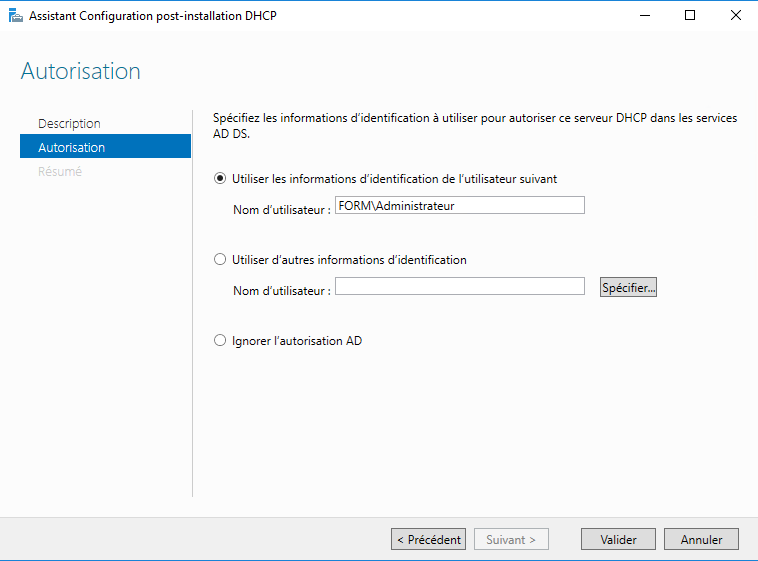 Assistant Configuration post-installation DHCP
Autorisation
Description
Autorisation
Résumé
Spécifiez les informations d’identification à utiliser pour autoriser ce serveur DHCP dans les services
AD DS.
Utiliser les informations d’identification de l’utilisateur suivant
Nom d’utilisateur : FORM\Administrateur
Utiliser d’autres informations d’identification
Nom d’utilisateur : Spécifier...
Ignorer l’autorisation AD
< Précédent Suivant > Valider Annuler